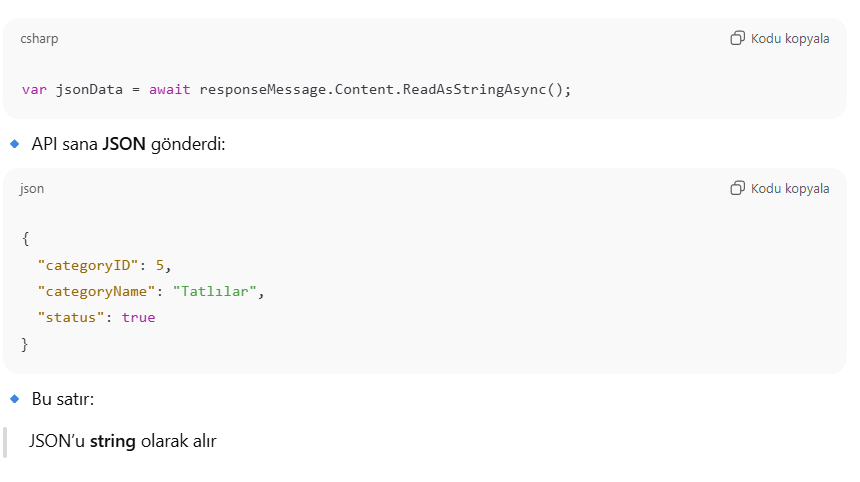 csharp
Kodu kopyala
var jsonData = await responseMessage.Content.ReadAsStringAsync();
API sana JSON gönderdi:
json
Kodu kopyala
{
"categoryID": 5,
"categoryName": "Tatlılar",
"status": true
}
Bu satır:
JSON’u string olarak alır